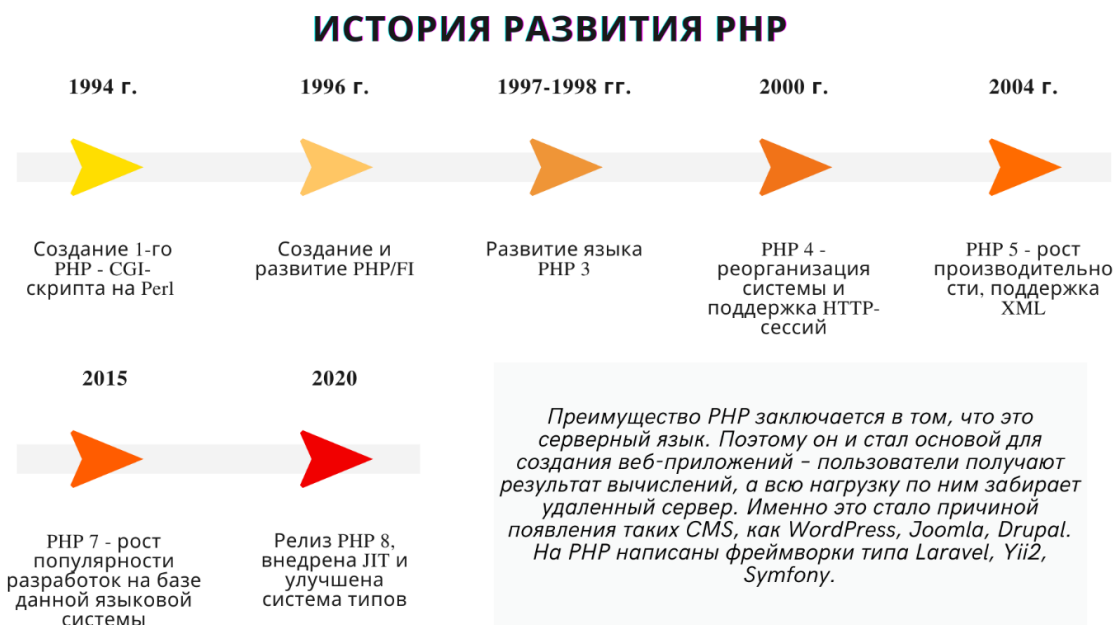 ИСТОРИЯ РАЗВИТИЯ PHP
1994 г.
1996 г.
1997-1998 гг.
2000 г.
2004 г.
Создание 1-го
PHP - CGI-
скрипта на Perl
Создание и
развитие PHP/FI
Развитие языка
PHP 3
PHP 4 -
реорганизация
системы и
поддержка HTTP-
сессий
PHP 5 - рост
производительно
сти, поддержка
XML
2015
2020
PHP 7 - рост
популярности
разработок на базе
данной языковой
системы
Релиз PHP 8,
внедрена JIT и
улучшена
система типов
Преимущество PHP заключается в том, что это
серверный язык. Поэтому он и стал основой для
создания веб-приложений – пользователи получают
результат вычислений, а всю нагрузку по ним забирает
удаленный сервер. Именно это стало причиной
появления таких CMS, как WordPress, Joomla, Drupal.
На PHP написаны фреймворки типа Laravel, Yii2,
Symfony.